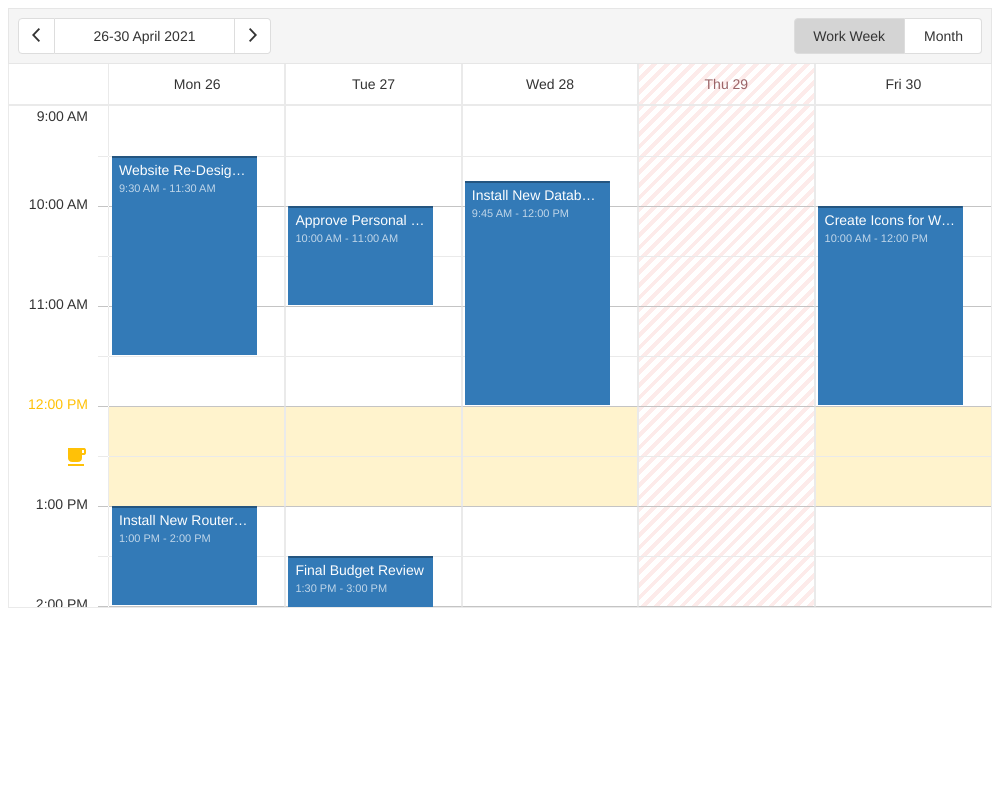 26-30 April 2021
Work Week
Month
Mon 26
Tue 27
Wed 28
Thu 29
Fri 30
9:00 AM
Website Re-Desig…
9:30 AM - 11:30 AM
Install New Datab…
9:45 AM - 12:00 PM
10:00 AM
Approve Personal …
10:00 AM - 11:00 AM
Create Icons for W…
10:00 AM - 12:00 PM
11:00 AM
12:00 PM
1:00 PM
Install New Router…
1:00 PM - 2:00 PM
Final Budget Review
1:30 PM - 3:00 PM
2:00 PM